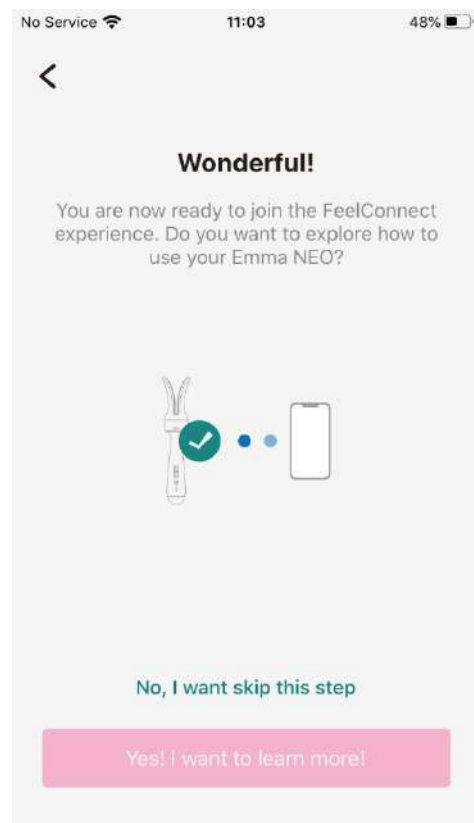 No Service 11:03 48%
Wonderful!
You are now ready to join the FeelConnect
experience. Do you want to explore how to
use your Emma NEO?
No, I want skip this step
Yes! I want to learn more!